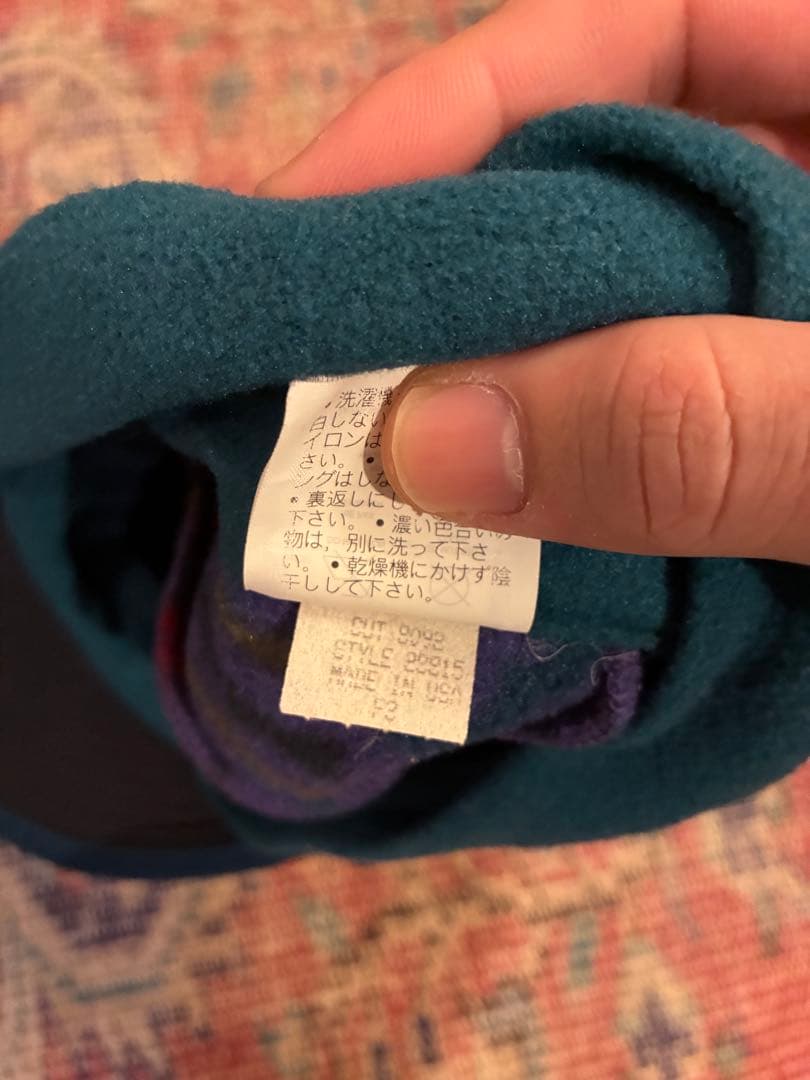 、洗濯機
白しない
イロンは
さい。 •
ングはしな
• 裏返しにし
下さい。 • 濃い色合いの
物は，別に洗って下さ
い。 • 乾燥機にかけず陰
干しして下さい。
CUT 9092
STYLE
MADE IN USA